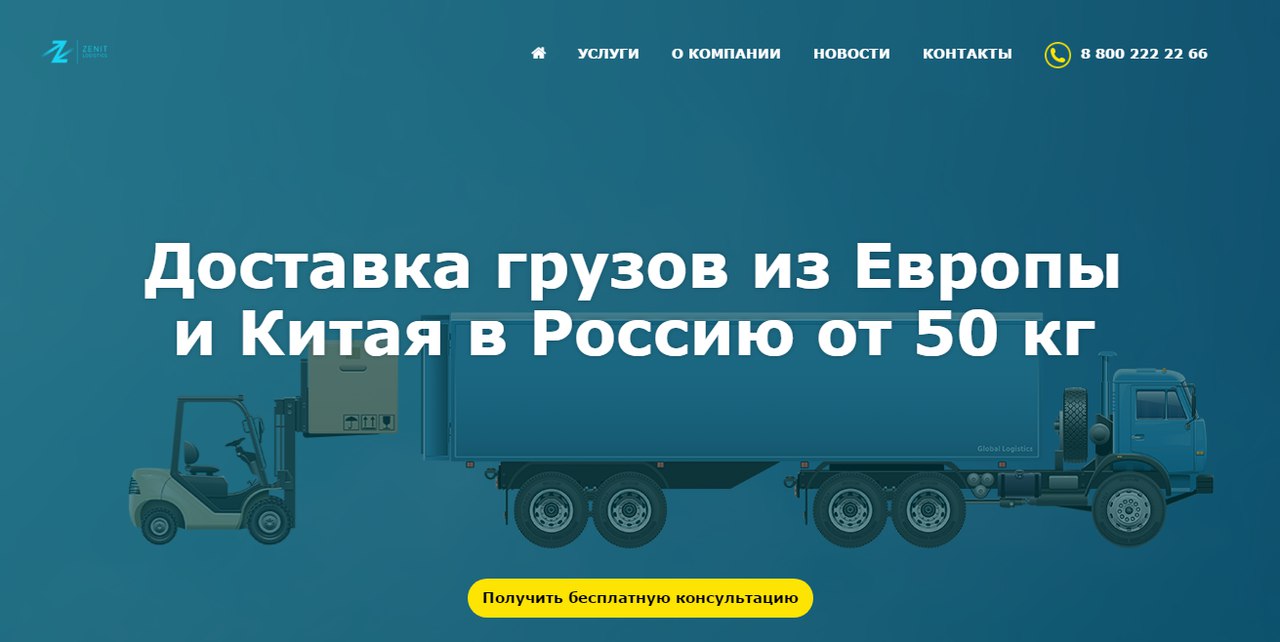 ZENIT
LOGISTICS
УСЛУГИ
О КОМПАНИИ
НОВОСТИ
КОНТАКТЫ
8 800 222 22 66
Доставка грузов из Европы
и Китая в Россию от 50 кг
Global Logistics
Получить бесплатную консультацию